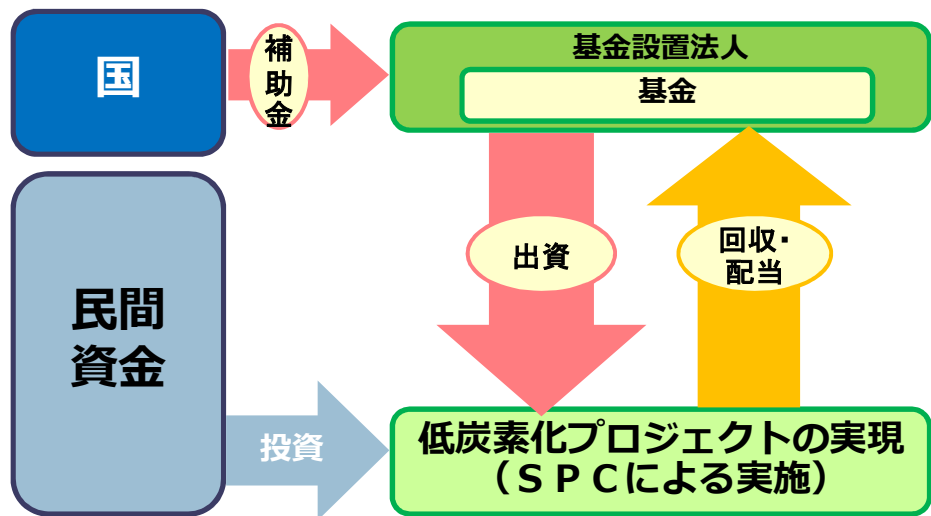 国
補
助
金
基金設置法人
基金
民間
資金
出資
回収・
配当
投資
低炭素化プロジェクトの実現
（ＳＰＣによる実施）